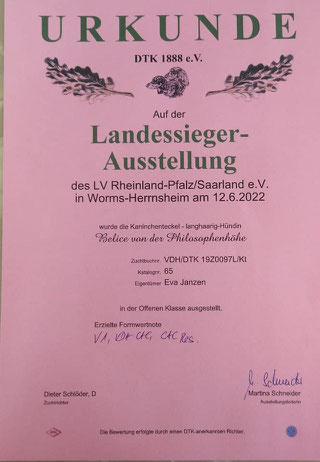 URKUNDE
DTK 1888 e.V.
Auf der
Landessieger-
Ausstellung
des LV Rheinland-Pfalz/Saarland e.V.
in Worms-Herrnsheim am 12.6.2022
wurde die Kaninchenteckel - langhaarig-Hündin
Belice von der Philosophenhöhe
Zuchtbuchnr. VDH/DTK 19Z0097L/Kt
Katalognr. 65
Eigentümer Eva Janzen
in der Offenen Klasse ausgestellt.
Erzielte Formwertnote
V1, VDH CHC, CAC Res.
Dieter Schlöder, D
Zuchtrichter
Martina Schneider
Ausstellungsleiterin
Die Bewertung erfolgte durch einen DTK-anerkannten Richter.